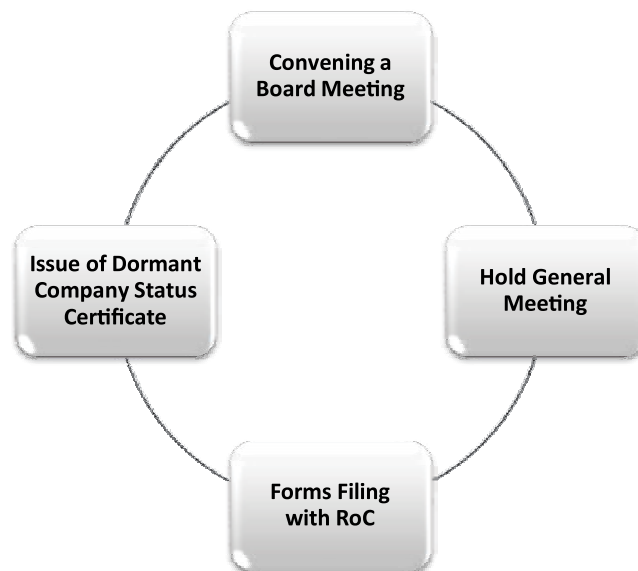 Convening a
Board Meeting
Hold General
Meeting
Forms Filing
with RoC
Issue of Dormant
Company Status
Certificate